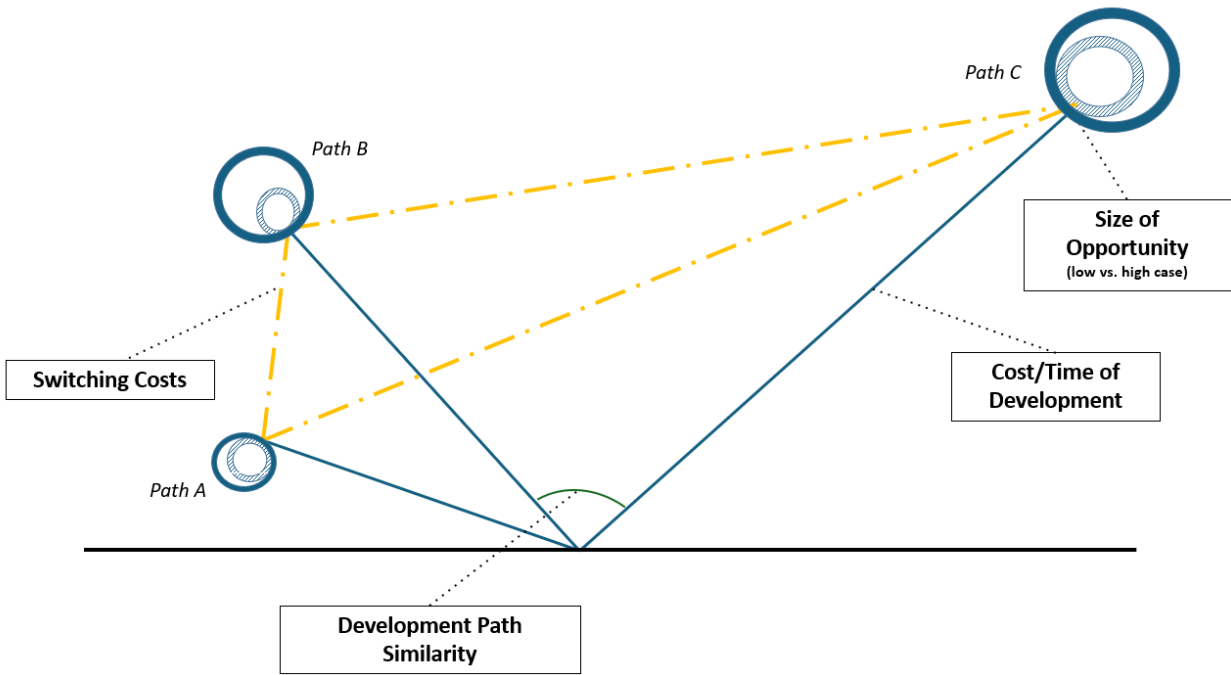 Path C
Path B
Size of
Opportunity
(low vs. high case)
Switching Costs
Cost/Time of
Development
Path A
Development Path
Similarity